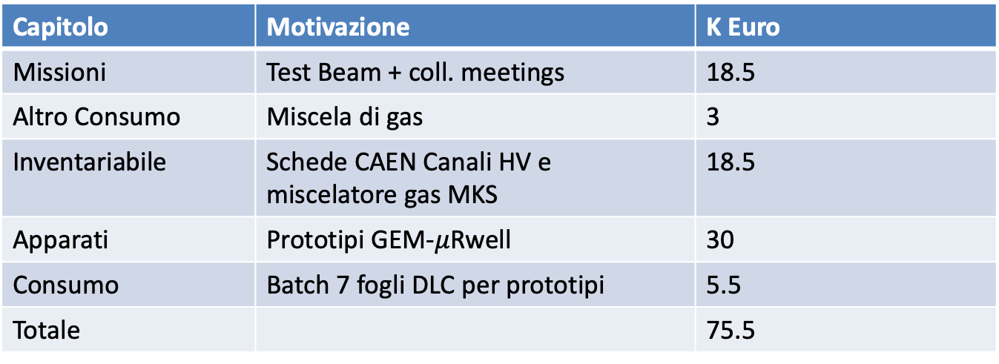 Capitolo Motivazione K Euro
Missioni Test Beam + coll. meetings 18.5
Altro Consumo Miscela di gas 3
Inventariabile Schede CAEN Canali HV e 18.5
miscelatore gas MKS
Apparati Prototipi GEM-𝜇Rwell 30
Consumo Batch 7 fogli DLC per prototipi 5.5
Totale 75.5